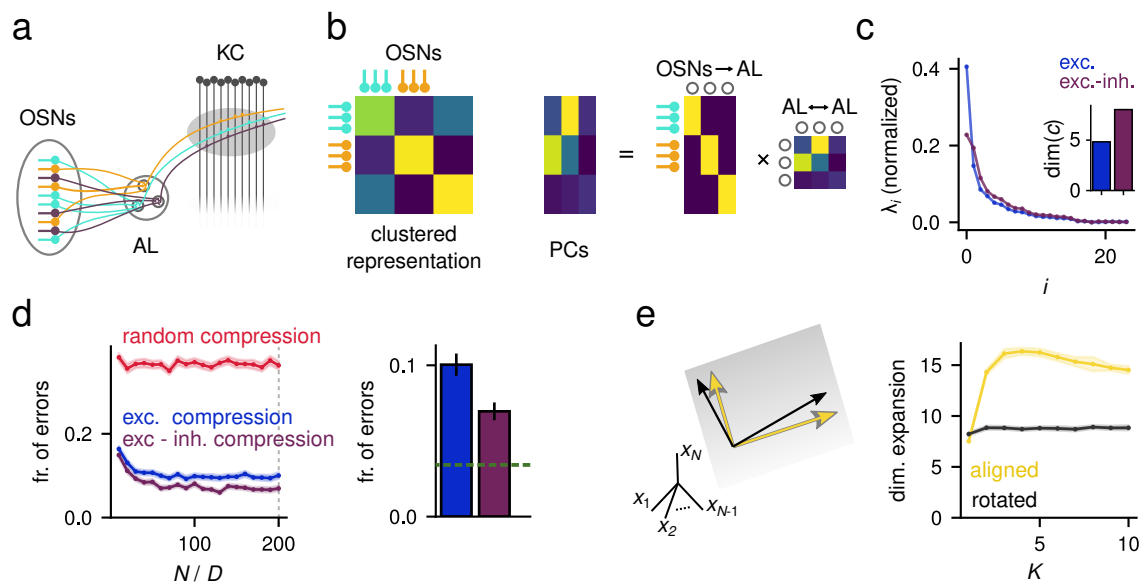 a
OSNs
KC
AL
b
OSNs
clustered
representation
PCs
=
OSNs → AL
×
AL ↔ AL
c
exc.
exc.-inh.
λi (normalized)
0.4
0.2
0.0
0
20
i
dim(c)
5
0
d
random compression
exc. compression
exc - inh. compression
fr. of errors
0.2
0.0
100
200
N / D
fr. of errors
0.1
0.0
e
xN
x1
x2
xN-1
dim. expansion
15
10
5
0
aligned
rotated
5
10
K